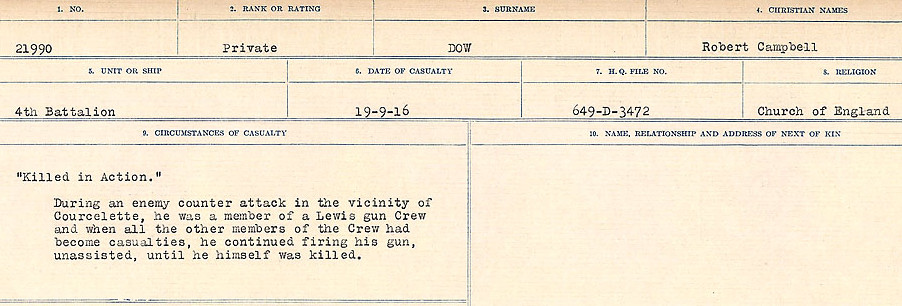 1. NO. 2. RANK OR RATING 3. SURNAME 4. CHRISTIAN NAMES
21990 Private DOW Robert Campbell
5. UNIT OR SHIP 6. DATE OF CASUALTY 7. H.Q. FILE NO. 8. RELIGION
4th Battalion 19-9-16 649-D-3472 Church of England
9. CIRCUMSTANCES OF CASUALTY 10. NAME, RELATIONSHIP AND ADDRESS OF NEXT OF KIN
"Killed in Action."
During an enemy counter attack in the vicinity of
Courcelette, he was a member of a Lewis gun Crew
and when all the other members of the Crew had
become casualties, he continued firing his gun,
unassisted, until he himself was killed.